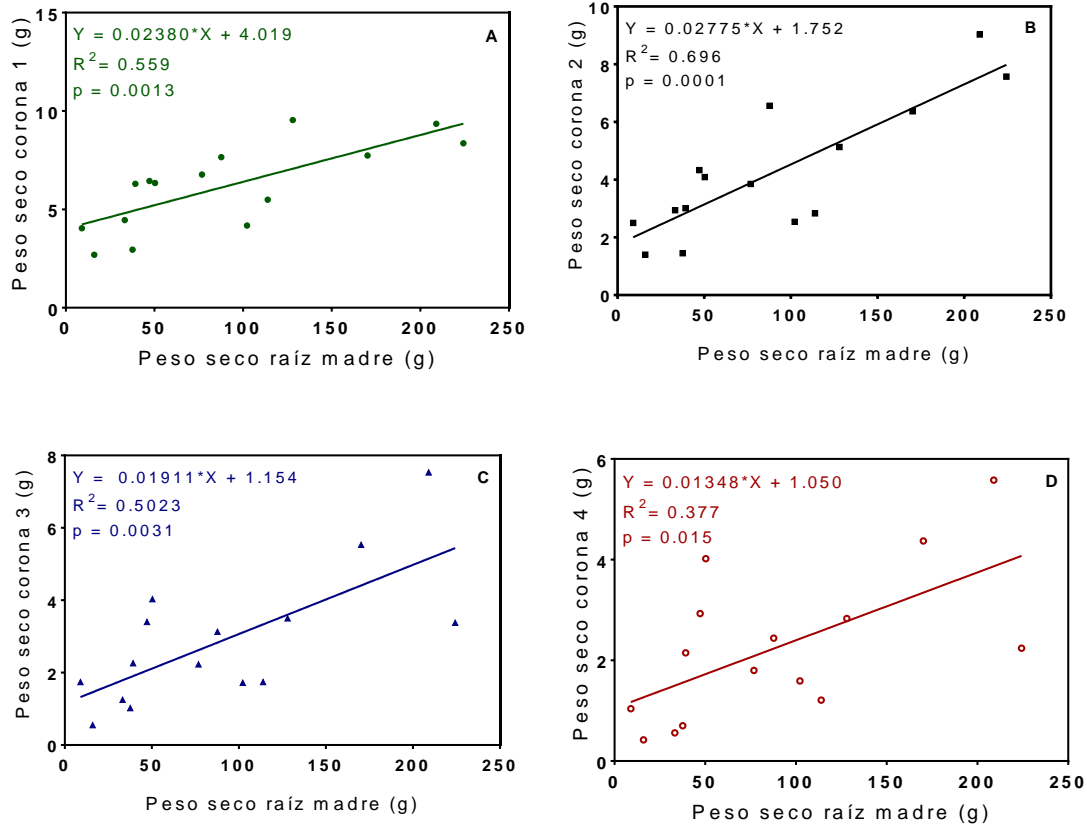 A
Y = 0.02380*X + 4.019
R²= 0.559
p = 0.0013
Peso seco corona 1 (g)
15
10
5
0
0 50 100 150 200 250
Peso seco raíz madre (g)
B
Y = 0.02775*X + 1.752
R²= 0.696
p = 0.0001
Peso seco corona 2 (g)
10
8
6
4
2
0
0 50 100 150 200 250
Peso seco raíz madre (g)
C
Y = 0.01911*X + 1.154
R²= 0.5023
p = 0.0031
Peso seco corona 3 (g)
8
6
4
2
0
0 50 100 150 200 250
Peso seco raíz madre (g)
D
Y = 0.01348*X + 1.050
R²= 0.377
p = 0.015
Peso seco corona 4 (g)
6
4
2
0
0 50 100 150 200 250
Peso seco raíz madre (g)